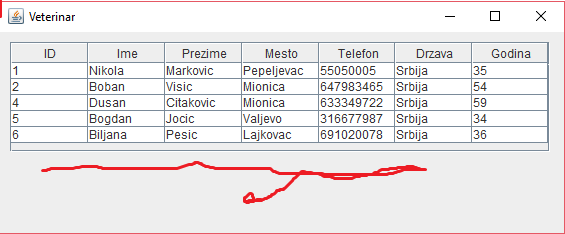 Veterinar
ID Ime Prezime Mesto Telefon Drzava Godina
1 Nikola Markovic Pepeljevac 55050005 Srbija 35
2 Boban Visic Mionica 647983465 Srbija 54
4 Dusan Citakovic Mionica 633349722 Srbija 59
5 Bogdan Jocic Valjevo 316677987 Srbija 34
6 Biljana Pesic Lajkovac 691020078 Srbija 36